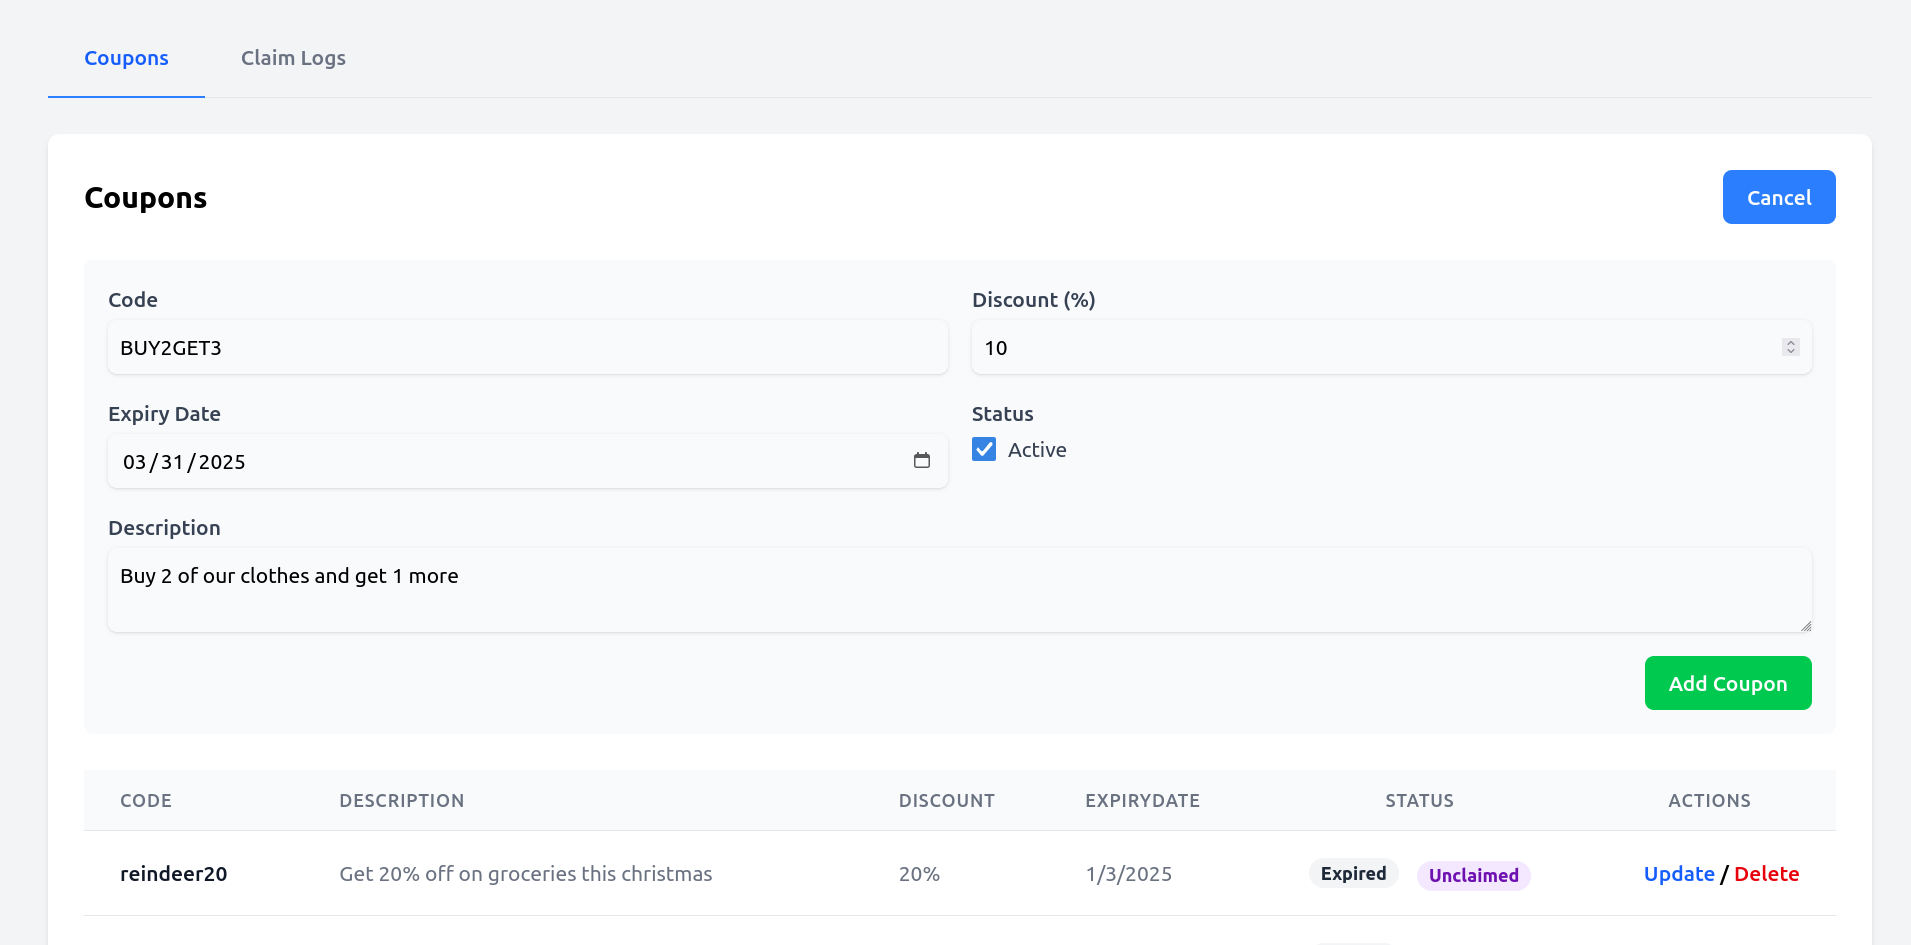 Coupons Claim Logs
Coupons Cancel
Code Discount (%)
BUY2GET3 10
Expiry Date Status
03/31/2025 Active
Description
Buy 2 of our clothes and get 1 more
Add Coupon
CODE DESCRIPTION DISCOUNT EXPIRYDATE STATUS ACTIONS
reindeer20 Get 20% off on groceries this christmas 20% 1/3/2025 Expired Unclaimed Update / Delete